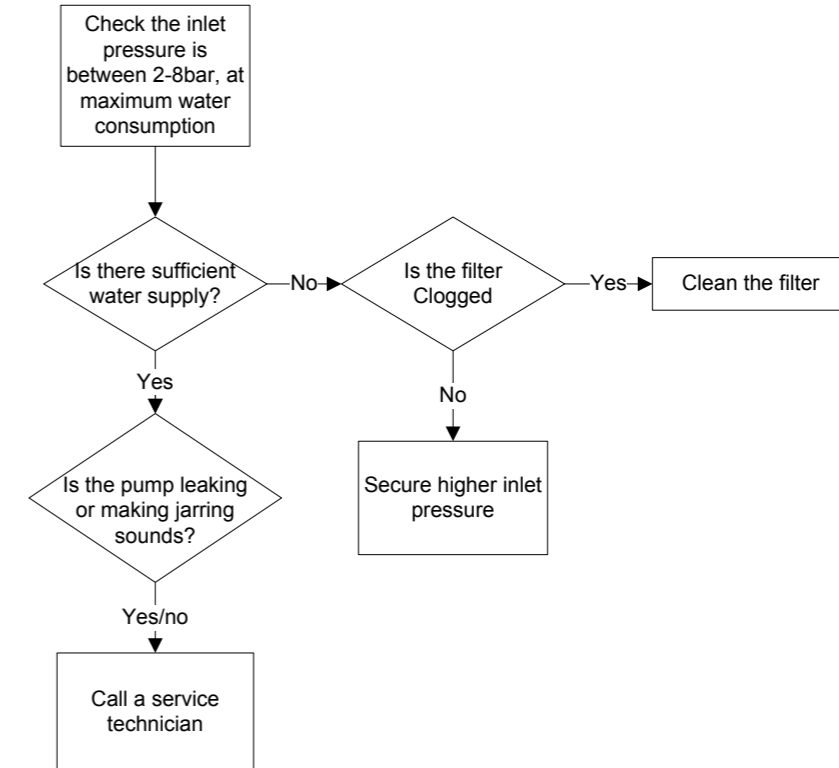 Check the inlet
pressure is
between 2-8bar, at
maximum water
consumption
Is there sufficient
water supply?
No
Is the filter
Clogged
Yes
Clean the filter
Yes
No
Is the pump leaking
or making jarring
sounds?
Secure higher inlet
pressure
Yes/no
Call a service
technician